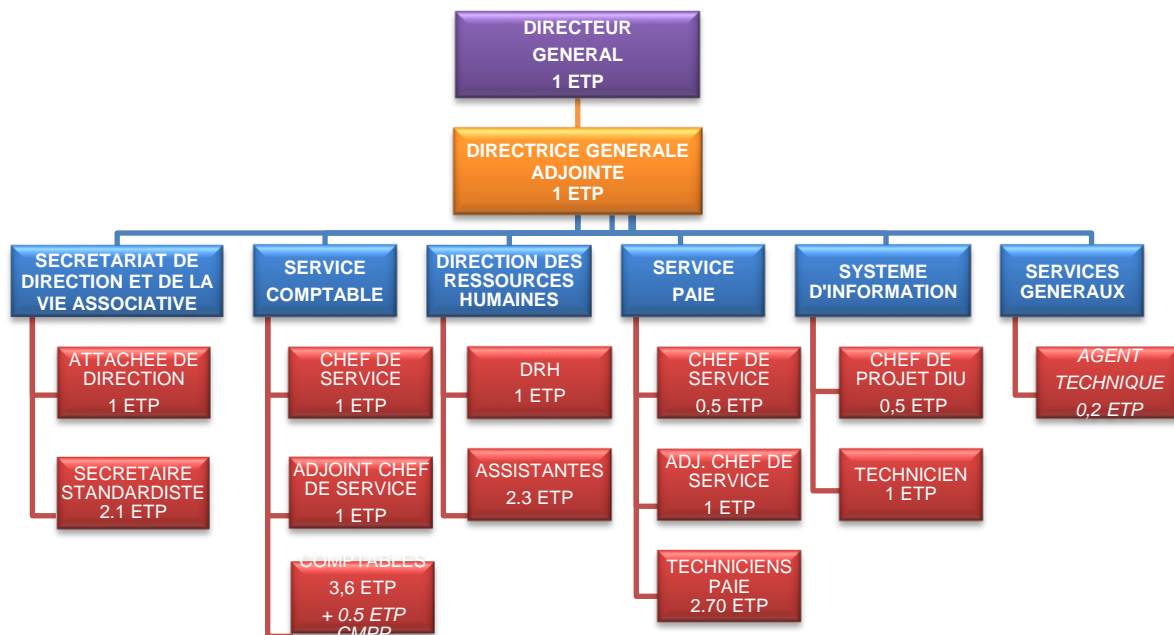 DIRECTEUR
GENERAL
1 ETP
DIRECTRICE GENERALE
ADJOINTE
1 ETP
SECRETARIAT DE
DIRECTION ET DE LA
VIE ASSOCIATIVE
ATTACHEE DE
DIRECTION
1 ETP
SECRETAIRE
STANDARDISTE
2.1 ETP
SERVICE
COMPTABLE
CHEF DE
SERVICE
1 ETP
ADJOINT CHEF
DE SERVICE
1 ETP
COMPTABLES
3,6 ETP
+ 0.5 ETP
CMPP
DIRECTION DES
RESSOURCES
HUMAINES
DRH
1 ETP
ASSISTANTES
2.3 ETP
SERVICE
PAIE
CHEF DE
SERVICE
0,5 ETP
ADJ. CHEF DE
SERVICE
1 ETP
TECHNICIENS
PAIE
2.70 ETP
SYSTEME
D'INFORMATION
CHEF DE
PROJET DIU
0,5 ETP
TECHNICIEN
1 ETP
SERVICES
GENERAUX
AGENT
TECHNIQUE
0,2 ETP